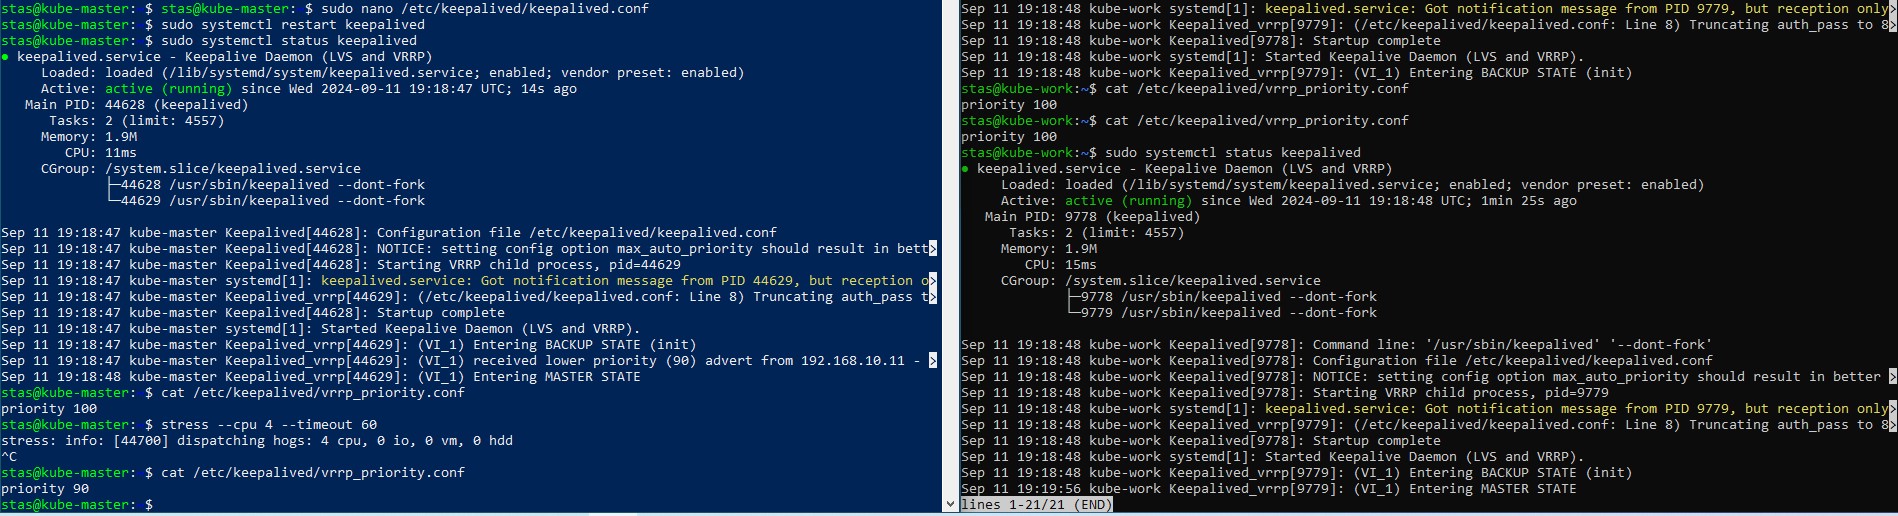 stas@kube-master: $ stas@kube-master: $ sudo nano /etc/keepalived/keepalived.conf
stas@kube-master: $ sudo systemctl restart keepalived
stas@kube-master: $ sudo systemctl status keepalived
● keepalived.service - Keepalive Daemon (LVS and VRRP)
Loaded: loaded (/lib/systemd/system/keepalived.service; enabled; vendor preset: enabled)
Active: active (running) since Wed 2024-09-11 19:18:47 UTC; 14s ago
Main PID: 44628 (keepalived)
Tasks: 2 (limit: 4557)
Memory: 1.9M
CPU: 11ms
CGroup: /system.slice/keepalived.service
├─44628 /usr/sbin/keepalived --dont-fork
└─44629 /usr/sbin/keepalived --dont-fork
Sep 11 19:18:47 kube-master Keepalived[44628]: Configuration file /etc/keepalived/keepalived.conf
Sep 11 19:18:47 kube-master Keepalived[44628]: NOTICE: setting config option max_auto_priority should result in bett>
Sep 11 19:18:47 kube-master Keepalived[44628]: Starting VRRP child process, pid=44629
Sep 11 19:18:47 kube-master systemd[1]: keepalived.service: Got notification message from PID 44629, but reception o>
Sep 11 19:18:47 kube-master Keepalived_vrrp[44629]: (/etc/keepalived/keepalived.conf: Line 8) Truncating auth_pass t>
Sep 11 19:18:47 kube-master Keepalived[44628]: Startup complete
Sep 11 19:18:47 kube-master systemd[1]: Started Keepalive Daemon (LVS and VRRP).
Sep 11 19:18:47 kube-master Keepalived_vrrp[44629]: (VI_1) Entering BACKUP STATE (init)
Sep 11 19:18:47 kube-master Keepalived_vrrp[44629]: (VI_1) received lower priority (90) advert from 192.168.10.11 - >
Sep 11 19:18:48 kube-master Keepalived_vrrp[44629]: (VI_1) Entering MASTER STATE
stas@kube-master: $ cat /etc/keepalived/vrrp_priority.conf
priority 100
stas@kube-master: $ stress --cpu 4 --timeout 60
stress: info: [44700] dispatching hogs: 4 cpu, 0 io, 0 vm, 0 hdd
^C
stas@kube-master: $ cat /etc/keepalived/vrrp_priority.conf
priority 90
stas@kube-master: $
Sep 11 19:18:48 kube-work systemd[1]: keepalived.service: Got notification message from PID 9779, but reception only>
Sep 11 19:18:48 kube-work Keepalived_vrrp[9779]: (/etc/keepalived/keepalived.conf: Line 8) Truncating auth_pass to 8>
Sep 11 19:18:48 kube-work Keepalived[9778]: Startup complete
Sep 11 19:18:48 kube-work systemd[1]: Started Keepalive Daemon (LVS and VRRP).
Sep 11 19:18:48 kube-work Keepalived_vrrp[9779]: (VI_1) Entering BACKUP STATE (init)
stas@kube-work:~$ cat /etc/keepalived/vrrp_priority.conf
priority 100
stas@kube-work:~$ cat /etc/keepalived/vrrp_priority.conf
priority 100
stas@kube-work:~$ sudo systemctl status keepalived
● keepalived.service - Keepalive Daemon (LVS and VRRP)
Loaded: loaded (/lib/systemd/system/keepalived.service; enabled; vendor preset: enabled)
Active: active (running) since Wed 2024-09-11 19:18:48 UTC; 1min 25s ago
Main PID: 9778 (keepalived)
Tasks: 2 (limit: 4557)
Memory: 1.9M
CPU: 15ms
CGroup: /system.slice/keepalived.service
├─9778 /usr/sbin/keepalived --dont-fork
└─9779 /usr/sbin/keepalived --dont-fork
Sep 11 19:18:48 kube-work Keepalived[9778]: Command line: '/usr/sbin/keepalived' '--dont-fork'
Sep 11 19:18:48 kube-work Keepalived[9778]: Configuration file /etc/keepalived/keepalived.conf
Sep 11 19:18:48 kube-work Keepalived[9778]: NOTICE: setting config option max_auto_priority should result in better >
Sep 11 19:18:48 kube-work Keepalived[9778]: Starting VRRP child process, pid=9779
Sep 11 19:18:48 kube-work systemd[1]: keepalived.service: Got notification message from PID 9779, but reception only>
Sep 11 19:18:48 kube-work Keepalived_vrrp[9779]: (/etc/keepalived/keepalived.conf: Line 8) Truncating auth_pass to 8>
Sep 11 19:18:48 kube-work Keepalived[9778]: Startup complete
Sep 11 19:18:48 kube-work systemd[1]: Started Keepalive Daemon (LVS and VRRP).
Sep 11 19:18:48 kube-work Keepalived_vrrp[9779]: (VI_1) Entering BACKUP STATE (init)
Sep 11 19:19:56 kube-work Keepalived_vrrp[9779]: (VI_1) Entering MASTER STATE
lines 1-21/21 (END)